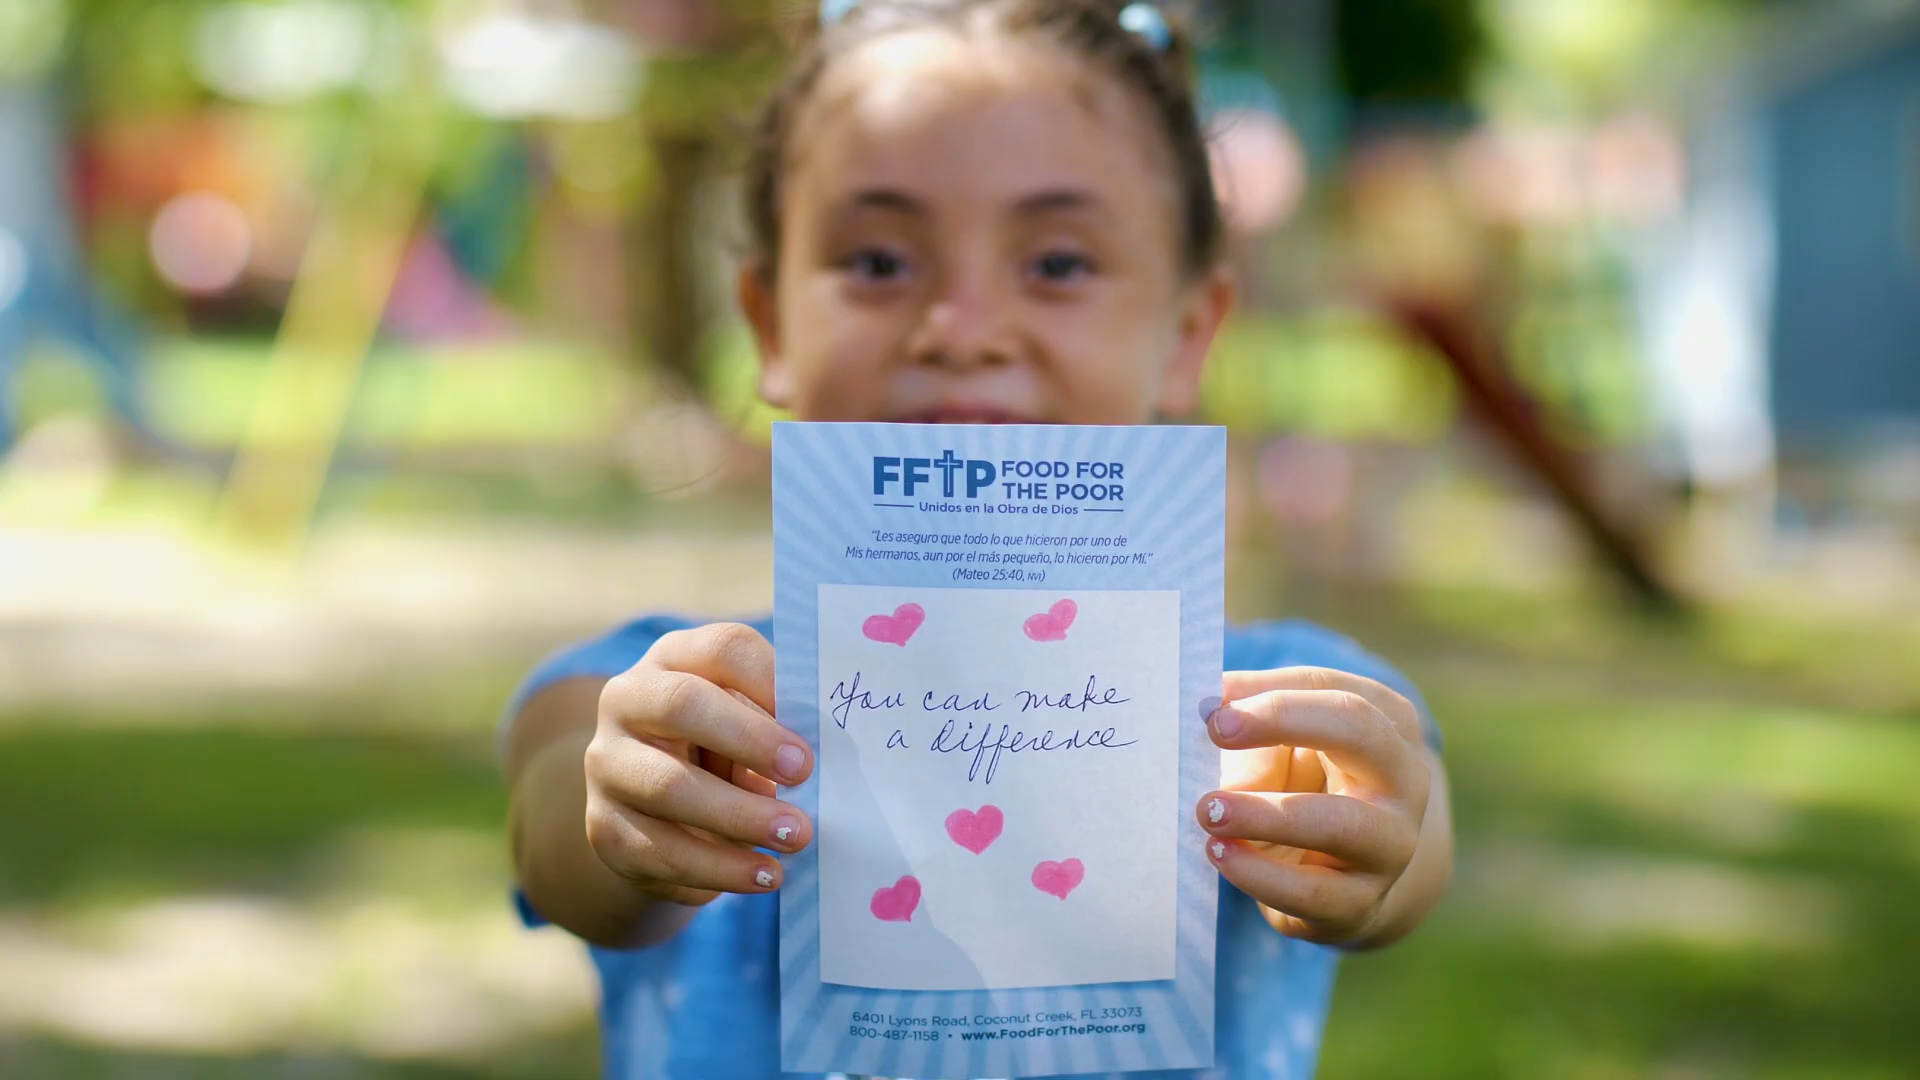 FFTP FOOD FOR
THE POOR
Unidos en la Obra de Dios
"Les aseguro que todo lo que hicieron por uno de
Mis hermanos, aun por el más pequeño, lo hicieron por Mí."
(Mateo 25:40, NVI)
You can make
a difference
6401 Lyons Road, Coconut Creek, FL 33073
800-487-1158 • www.FoodForThePoor.org